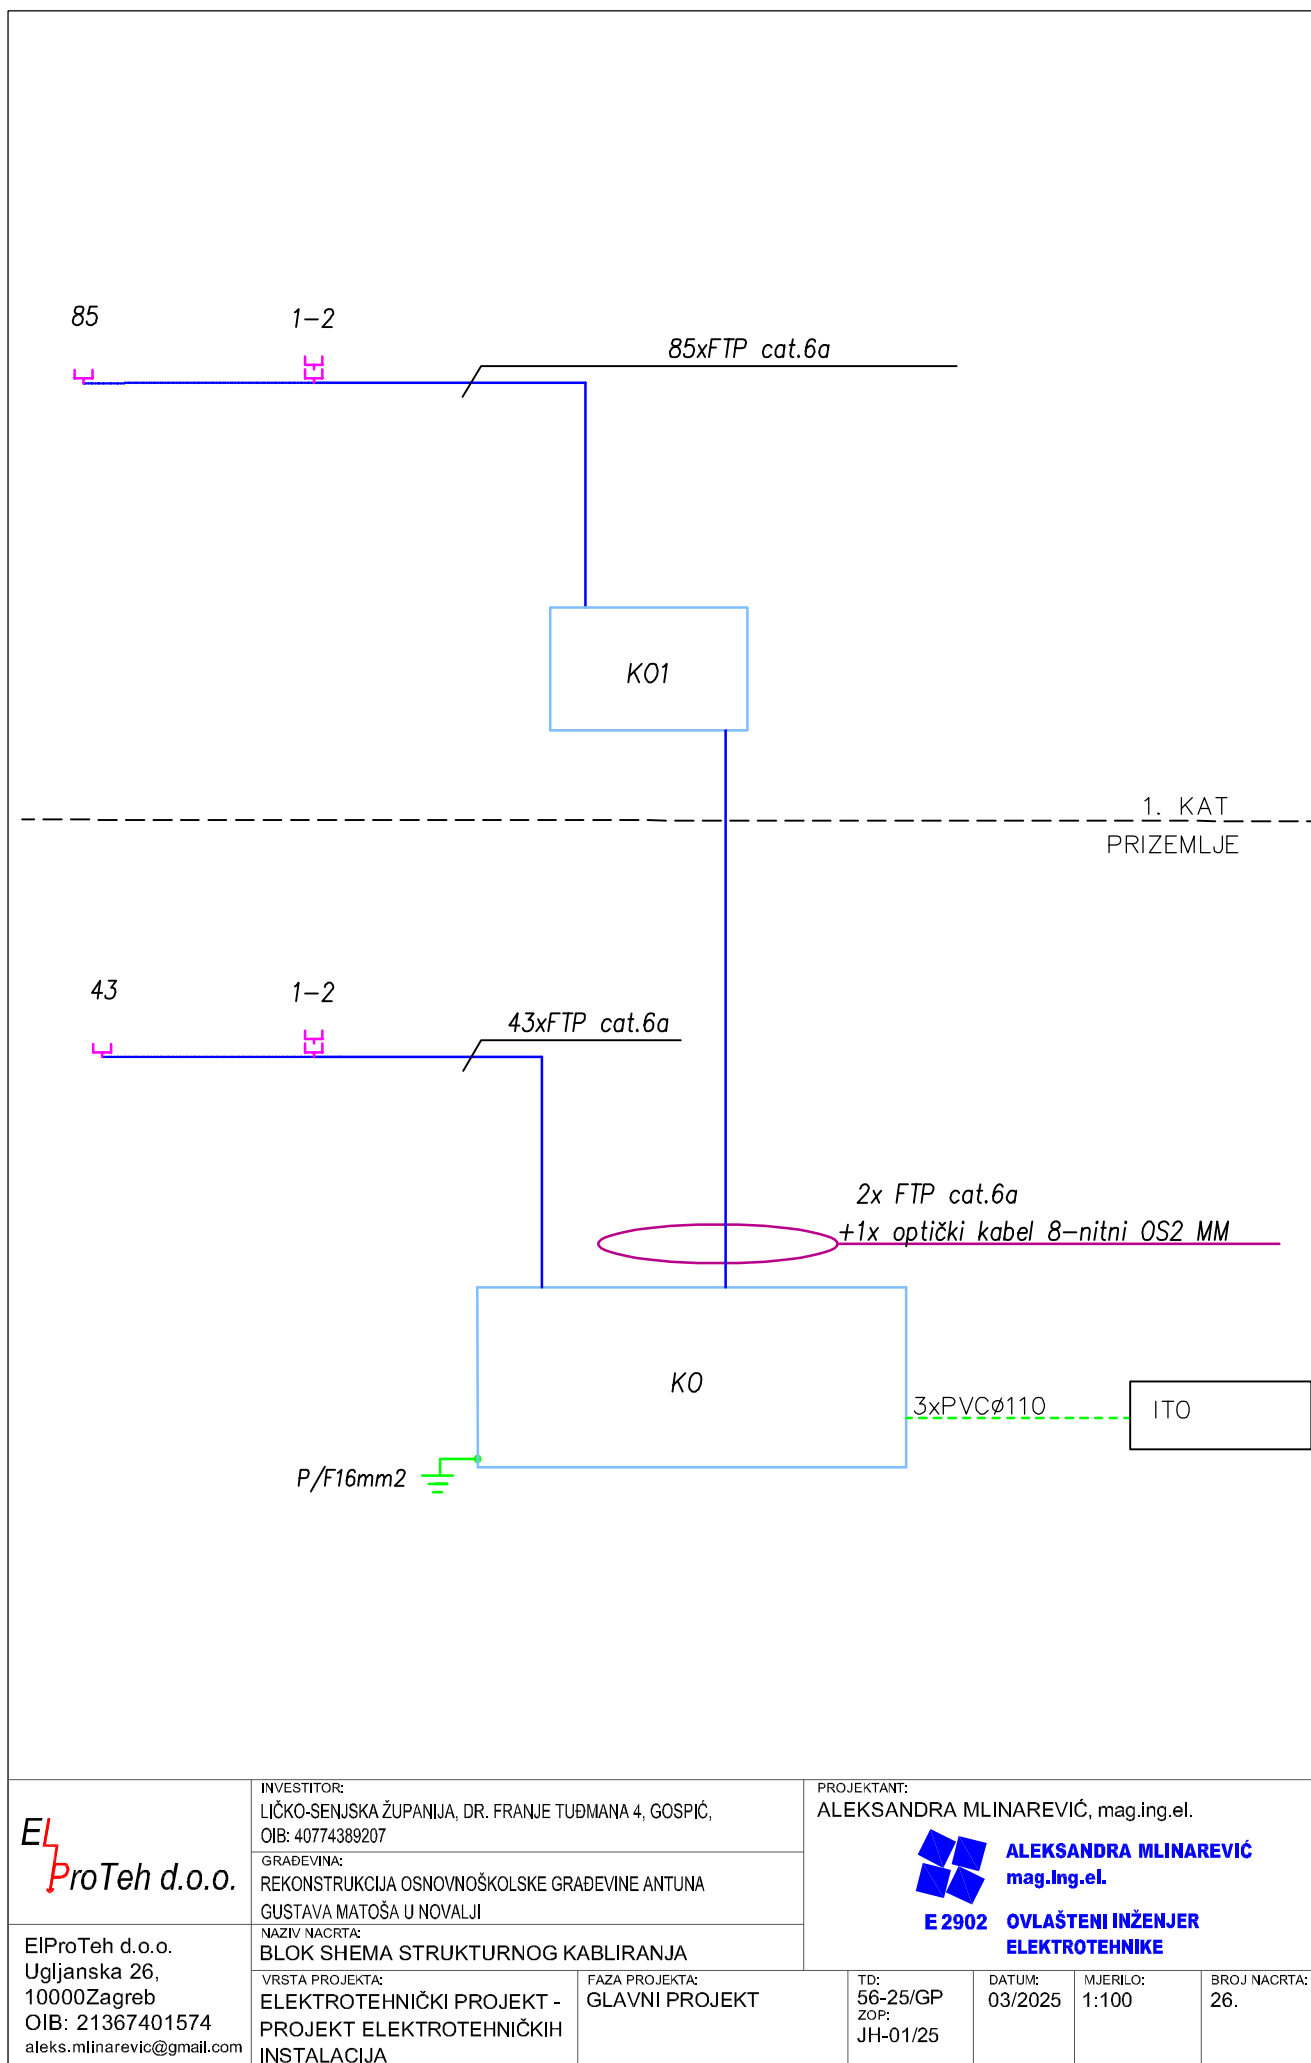 85
1-2
85xFTP cat.6a
KO1
1. KAT
PRIZEMLJE
43
1-2
43xFTP cat.6a
2x FTP cat.6a
+1x optički kabel 8-nitni OS2 MM
KO
3xPVCø110
ITO
P/F16mm2
El
ProTeh d.o.o.
ElProTeh d.o.o.
Ugljanska 26,
10000Zagreb
OIB: 21367401574
aleks.mlinarevic@gmail.com
INVESTITOR:
LIČKO-SENJSKA ŽUPANIJA, DR. FRANJE TUĐMANA 4, GOSPIĆ,
OIB: 40774389207
GRAĐEVINA:
REKONSTRUKCIJA OSNOVNOŠKOLSKE GRAĐEVINE ANTUNA
GUSTAVA MATOŠA U NOVALJI
NAZIV NACRTA:
BLOK SHEMA STRUKTURNOG KABLIRANJA
PROJEKTANT:
ALEKSANDRA MLINAREVIĆ, mag.ing.el.
ALEKSANDRA MLINAREVIĆ
mag.ing.el.
E 2902 OVLAŠTENI INŽENJER
ELEKTROTEHNIKE
VRSTA PROJEKTA:
ELEKTROTEHNIČKI PROJEKT -
PROJEKT ELEKTROTEHNIČKIH
INSTALACIJA
FAZA PROJEKTA:
GLAVNI PROJEKT
TD:
56-25/GP
ZOP:
JH-01/25
DATUM:
03/2025
MJERILO:
1:100
BROJ NACRTA:
26.